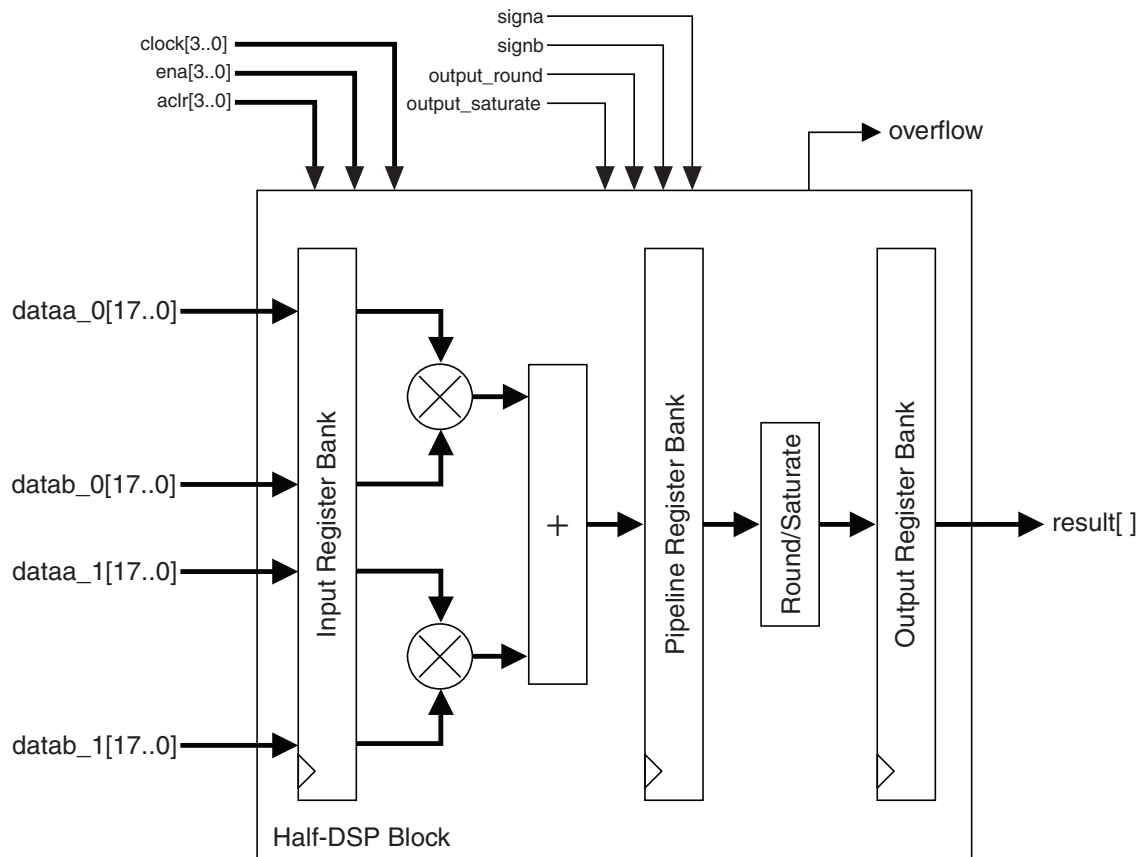 signa
clock[3..0]
signb
ena[3..0]
output_round
aclr[3..0]
output_saturate
overflow
dataa_0[17..0]
datab_0[17..0]
dataa_1[17..0]
datab_1[17..0]
Input Register Bank
+
Pipeline Register Bank
Round/Saturate
Output Register Bank
result[ ]
Half-DSP Block